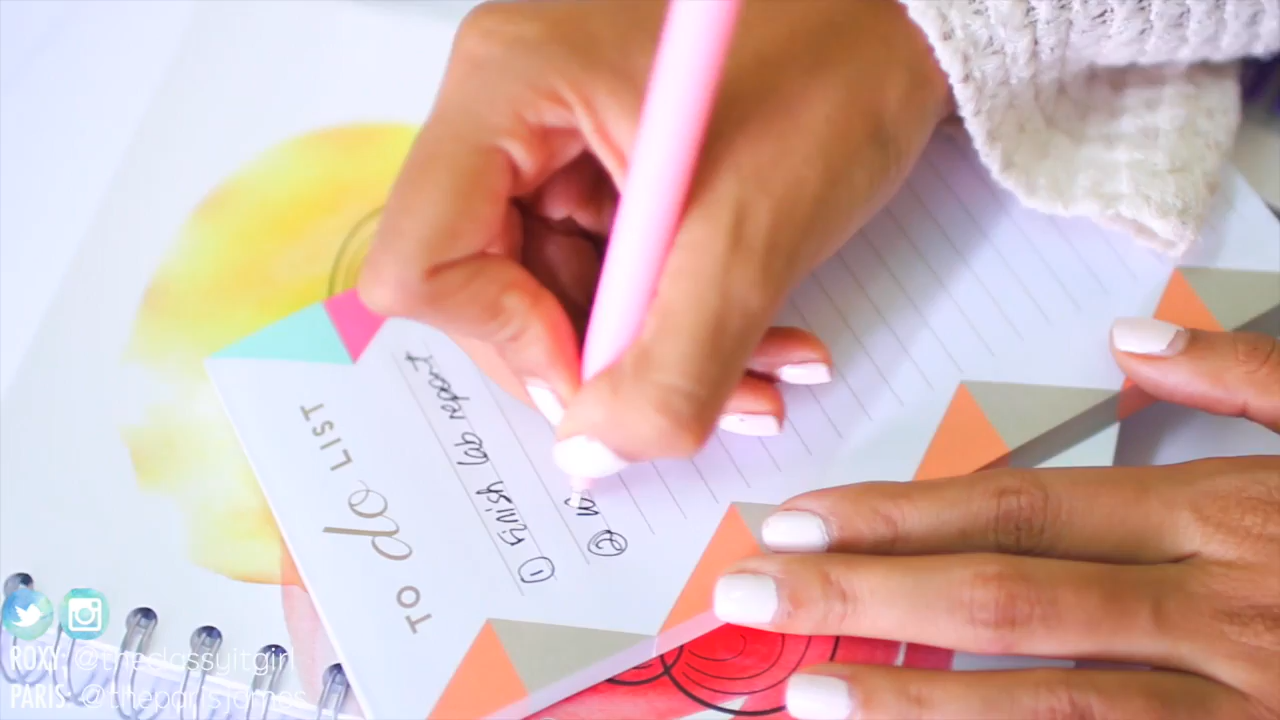 TO do LIST
① Finish lab report
②
ROXY: @theclassyitgirl
PARIS: @theparisjames